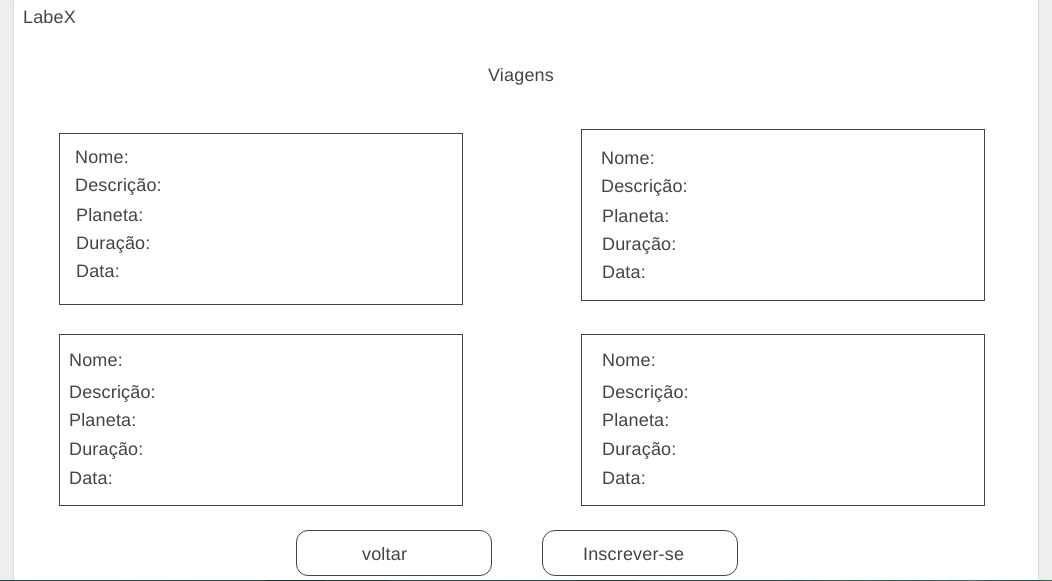 LabeX
Viagens
Nome:
Descrição:
Planeta:
Duração:
Data:
Nome:
Descrição:
Planeta:
Duração:
Data:
Nome:
Descrição:
Planeta:
Duração:
Data:
Nome:
Descrição:
Planeta:
Duração:
Data:
voltar
Inscrever-se